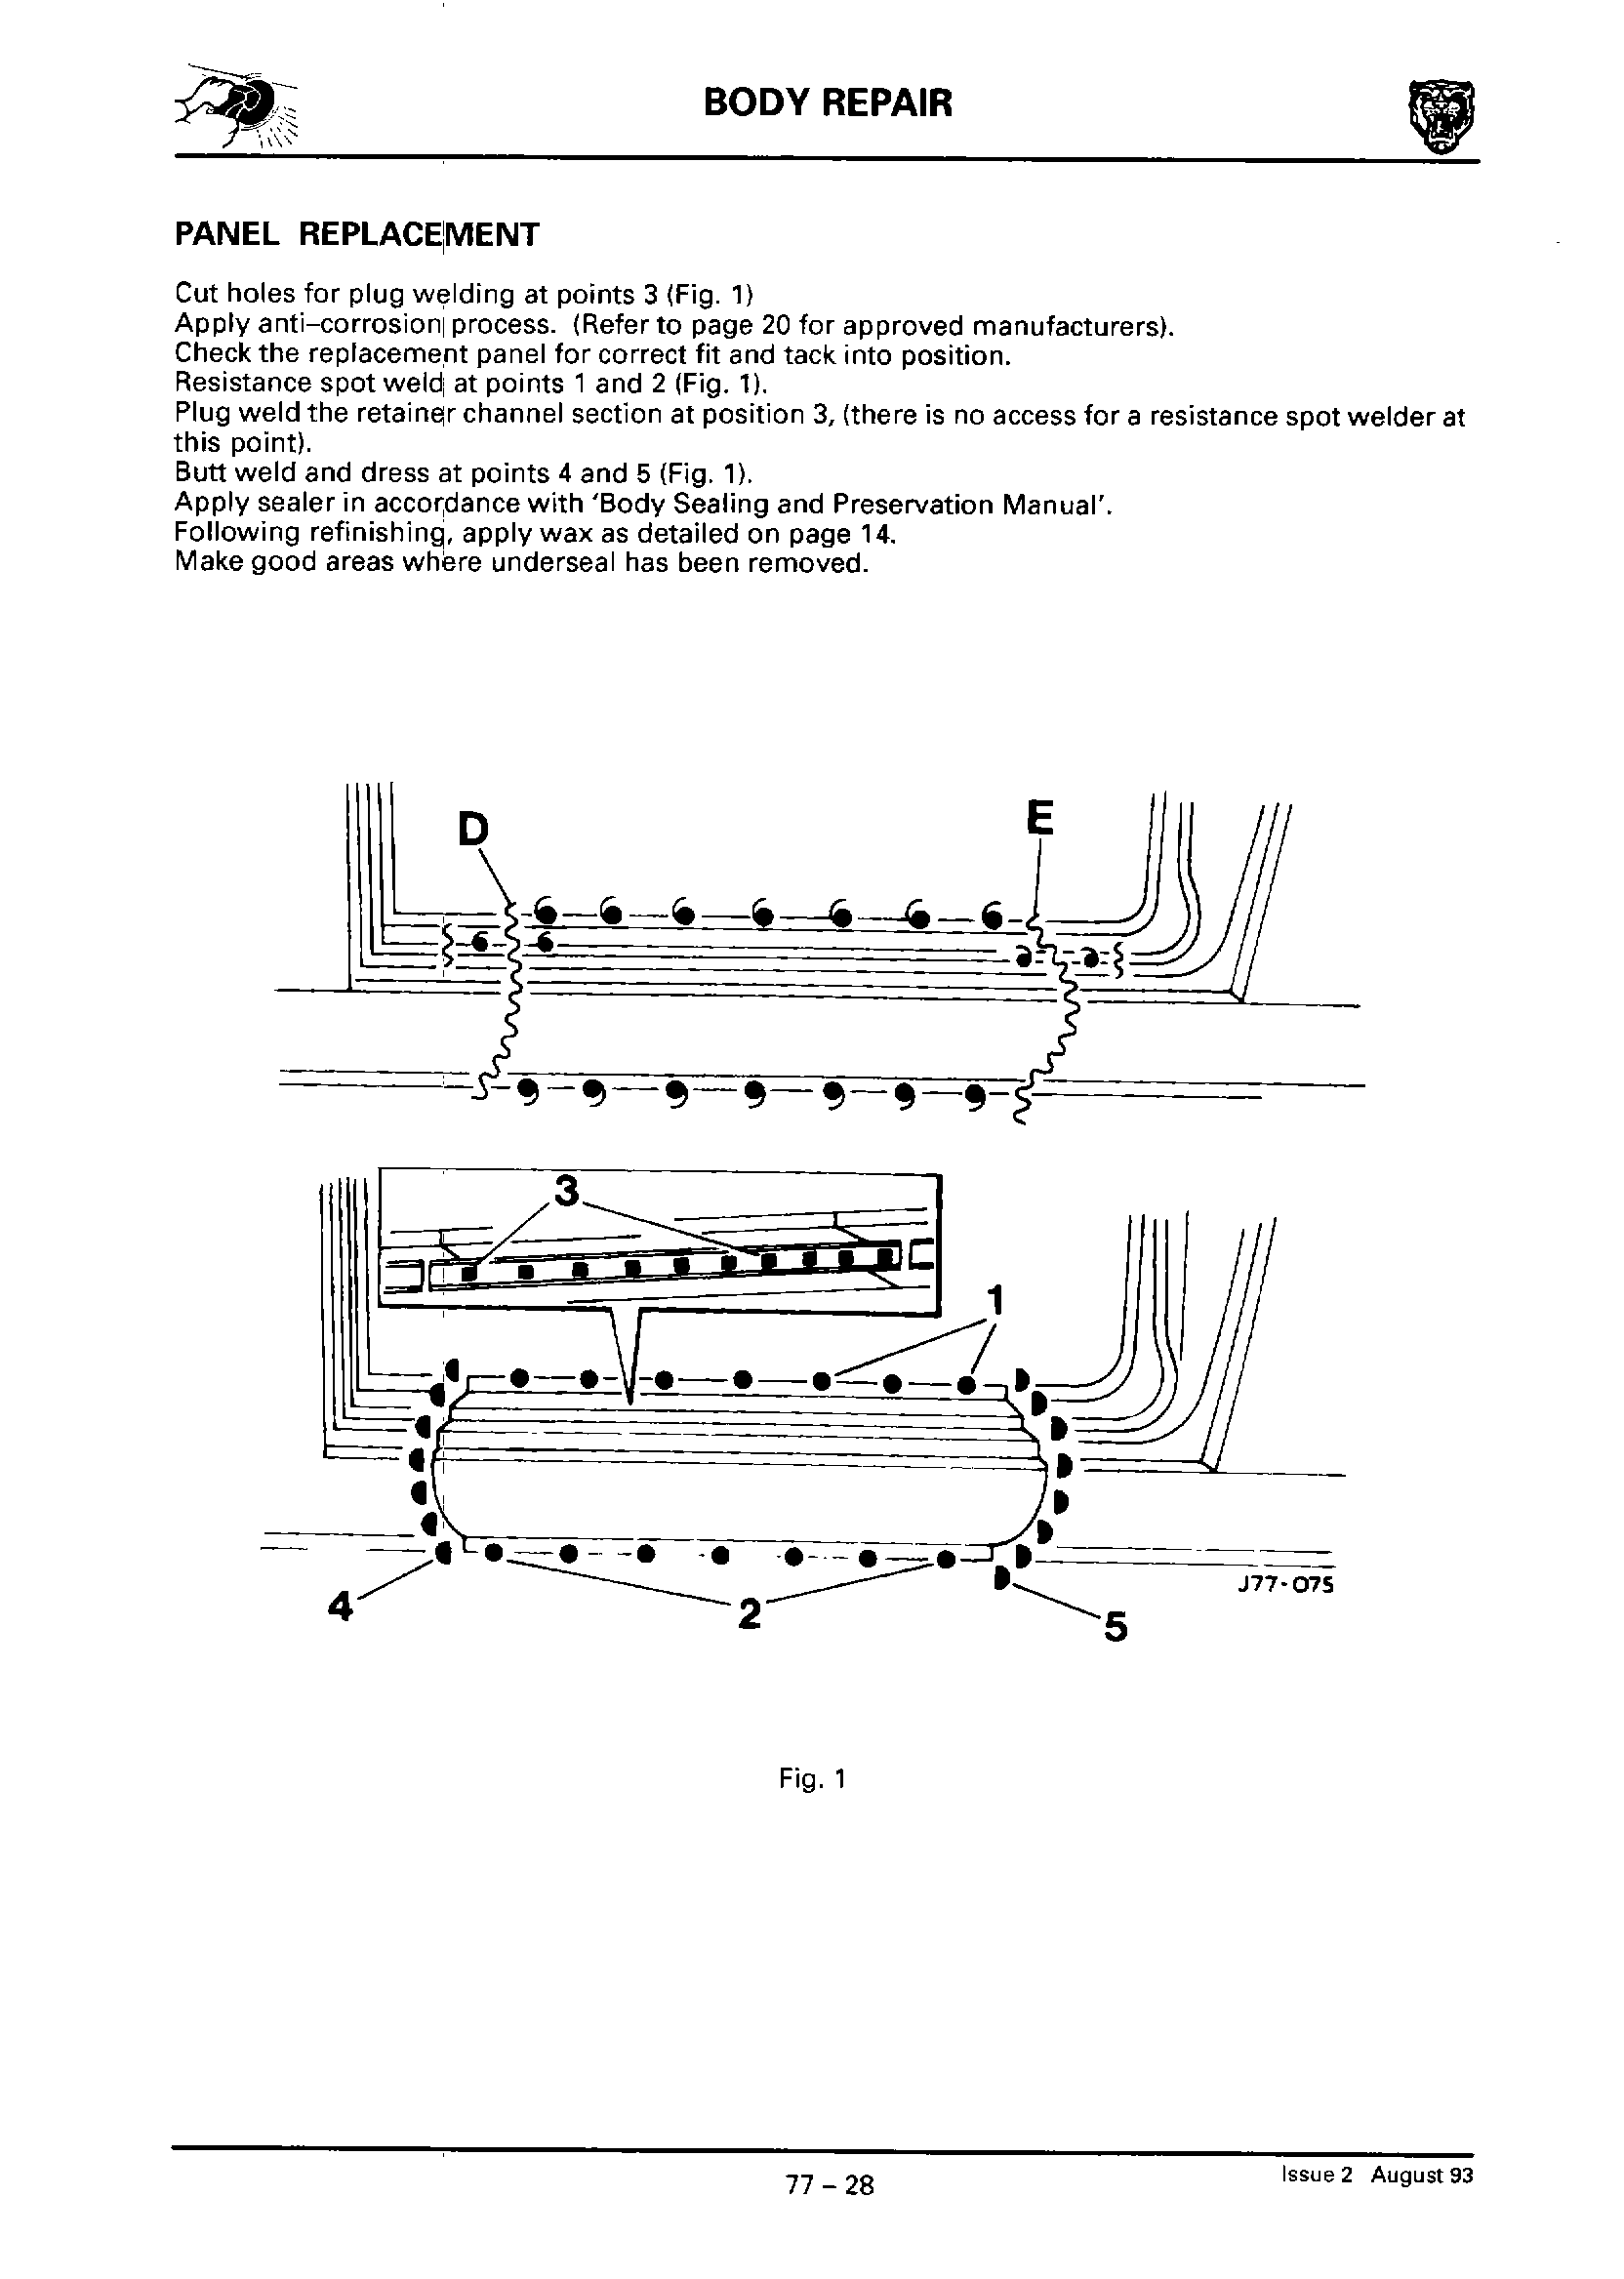 BODY REPAIR
PANEL REPLACEMENT
Cut holes for plug welding at points 3 (Fig. 1)
Apply anti-corrosion process. (Refer to page 20 for approved manufacturers).
Check the replacement panel for correct fit and tack into position.
Resistance spot weld at points 1 and 2 (Fig. 1).
Plug weld the retainer channel section at position 3, (there is no access for a resistance spot welder at
this point).
Butt weld and dress at points 4 and 5 (Fig. 1).
Apply sealer in accordance with 'Body Sealing and Preservation Manual'.
Following refinishing, apply wax as detailed on page 14.
Make good areas where underseal has been removed.
D
E
3
1
J77-075
4
2
5
Fig. 1
77 – 28
Issue 2 August 93